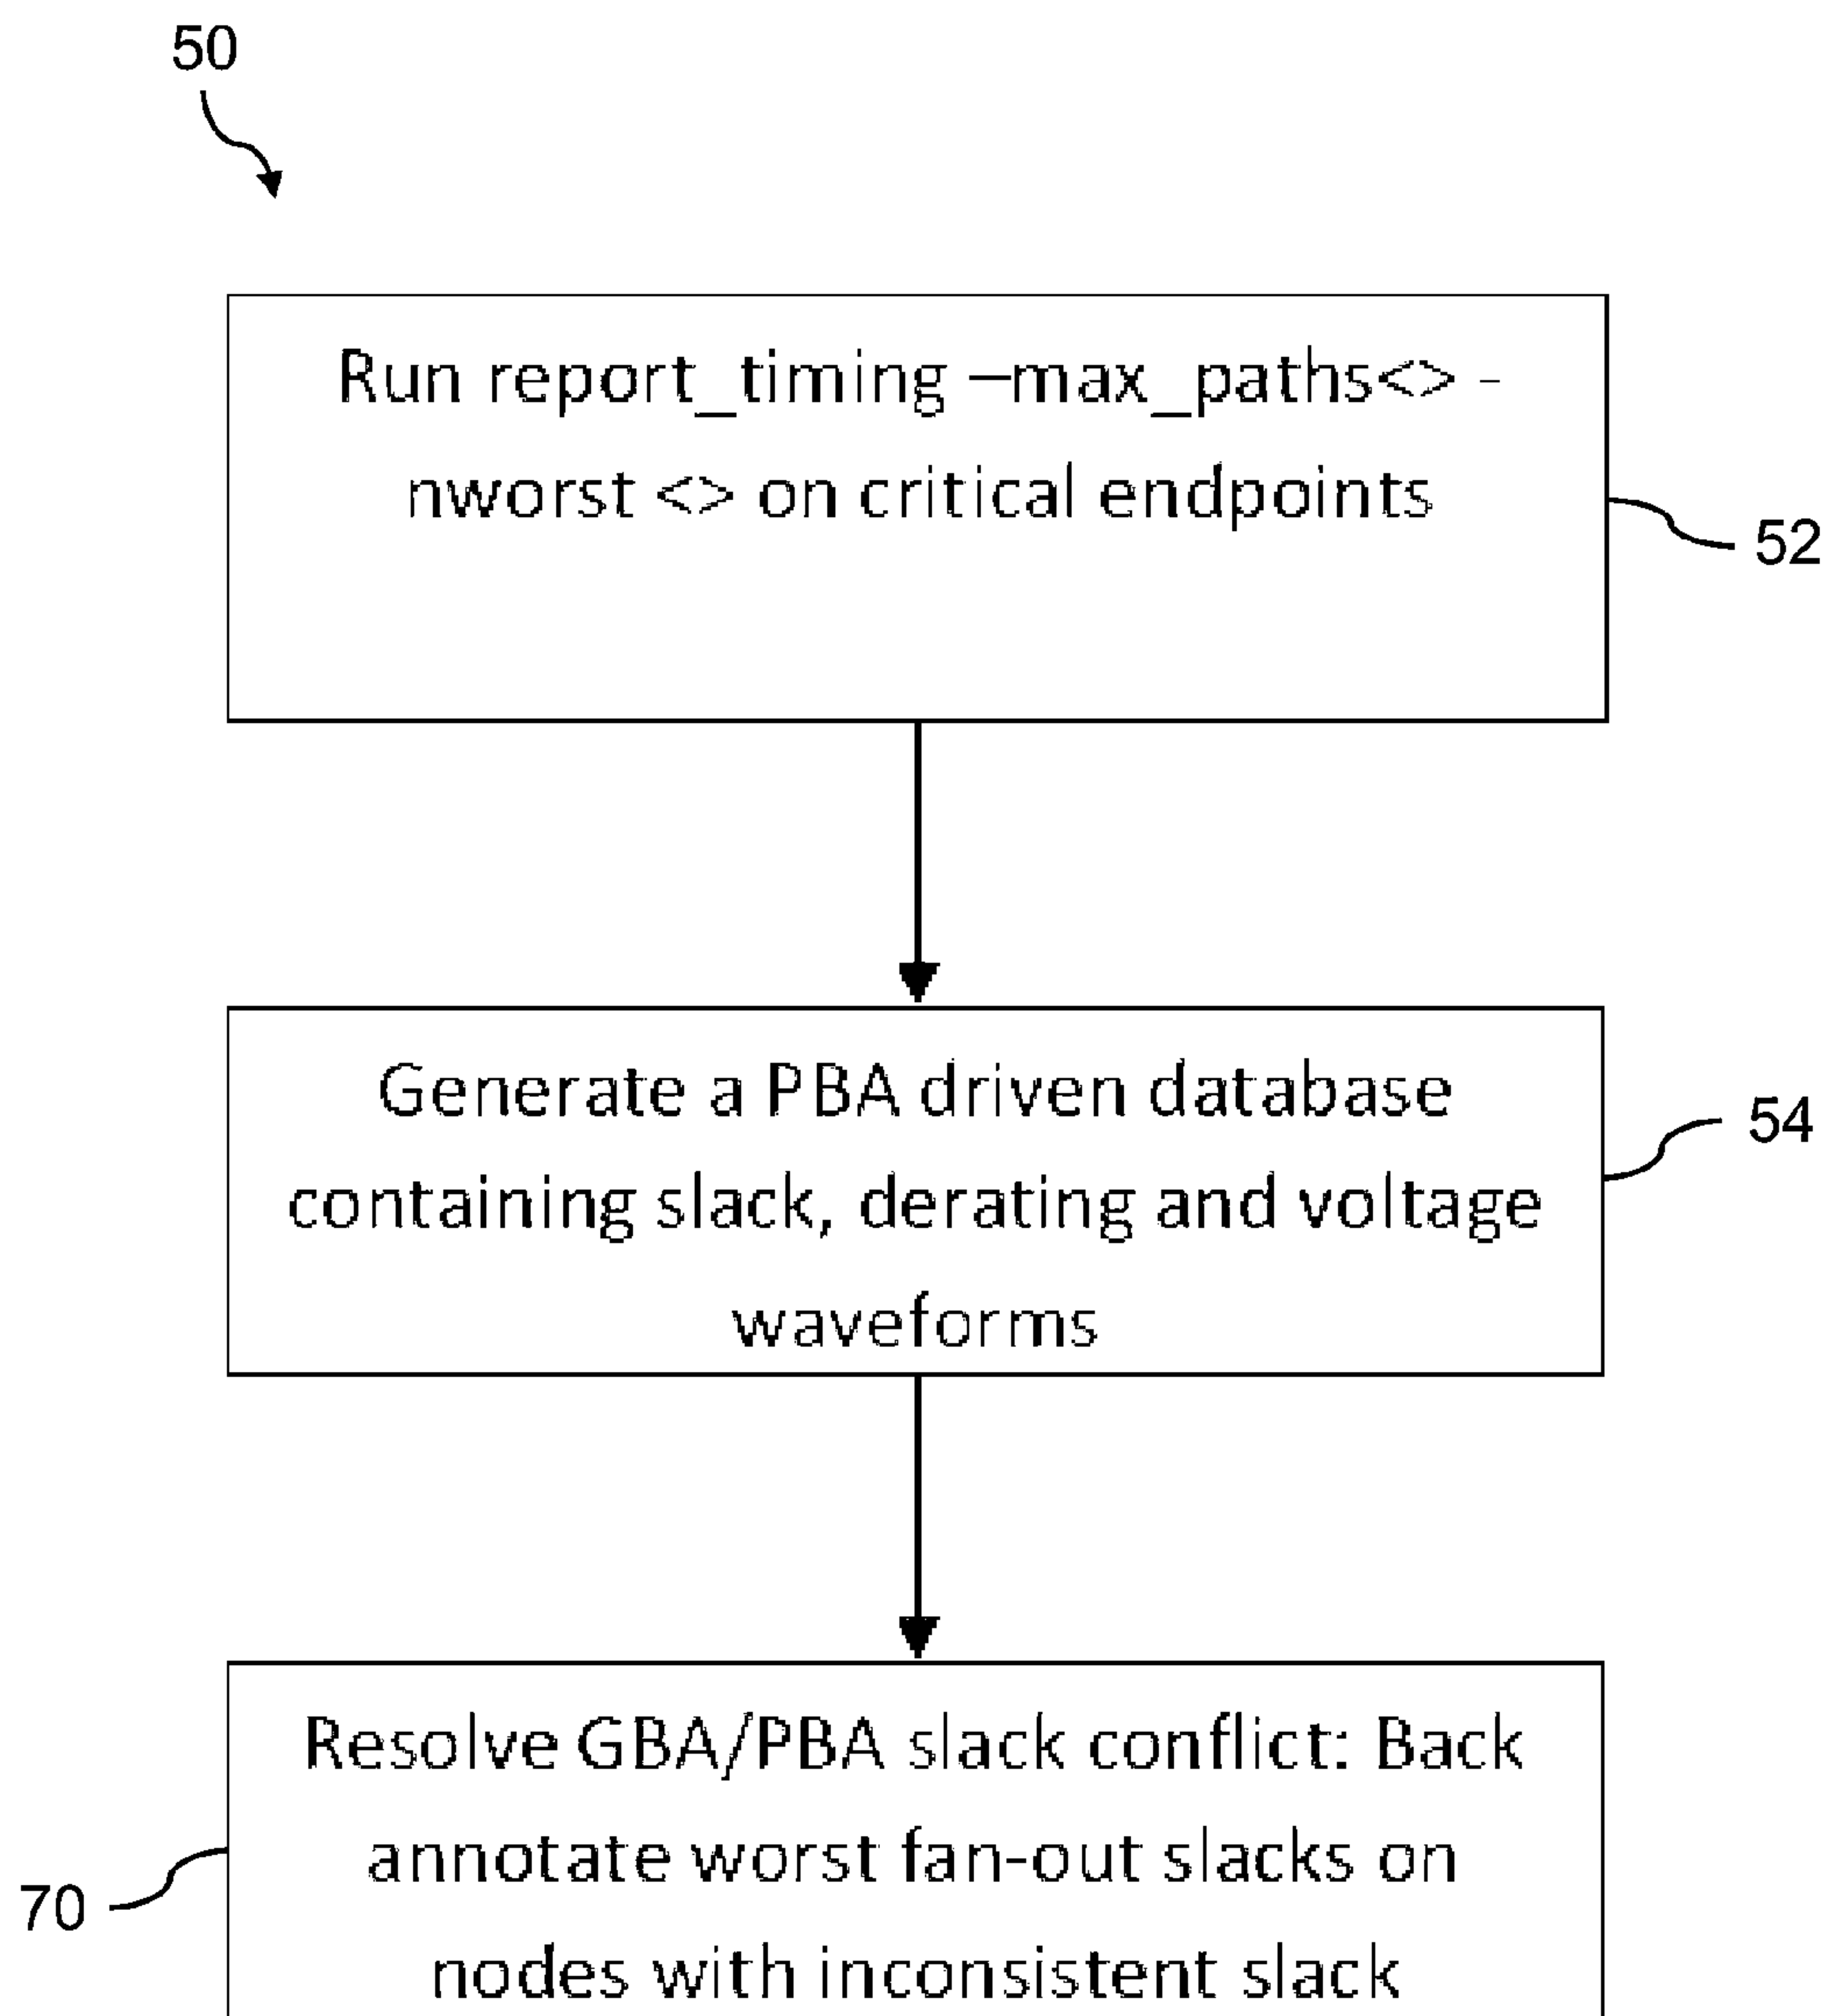 50
Run report_timing –max_paths<> -
nworst <> on critical endpoints
52
Generate a PBA driven database
containing slack, derating and voltage
waveforms
54
Resolve GBA/PBA slack conflict: Back
annotate worst fan-out slacks on
nodes with inconsistent slack
70